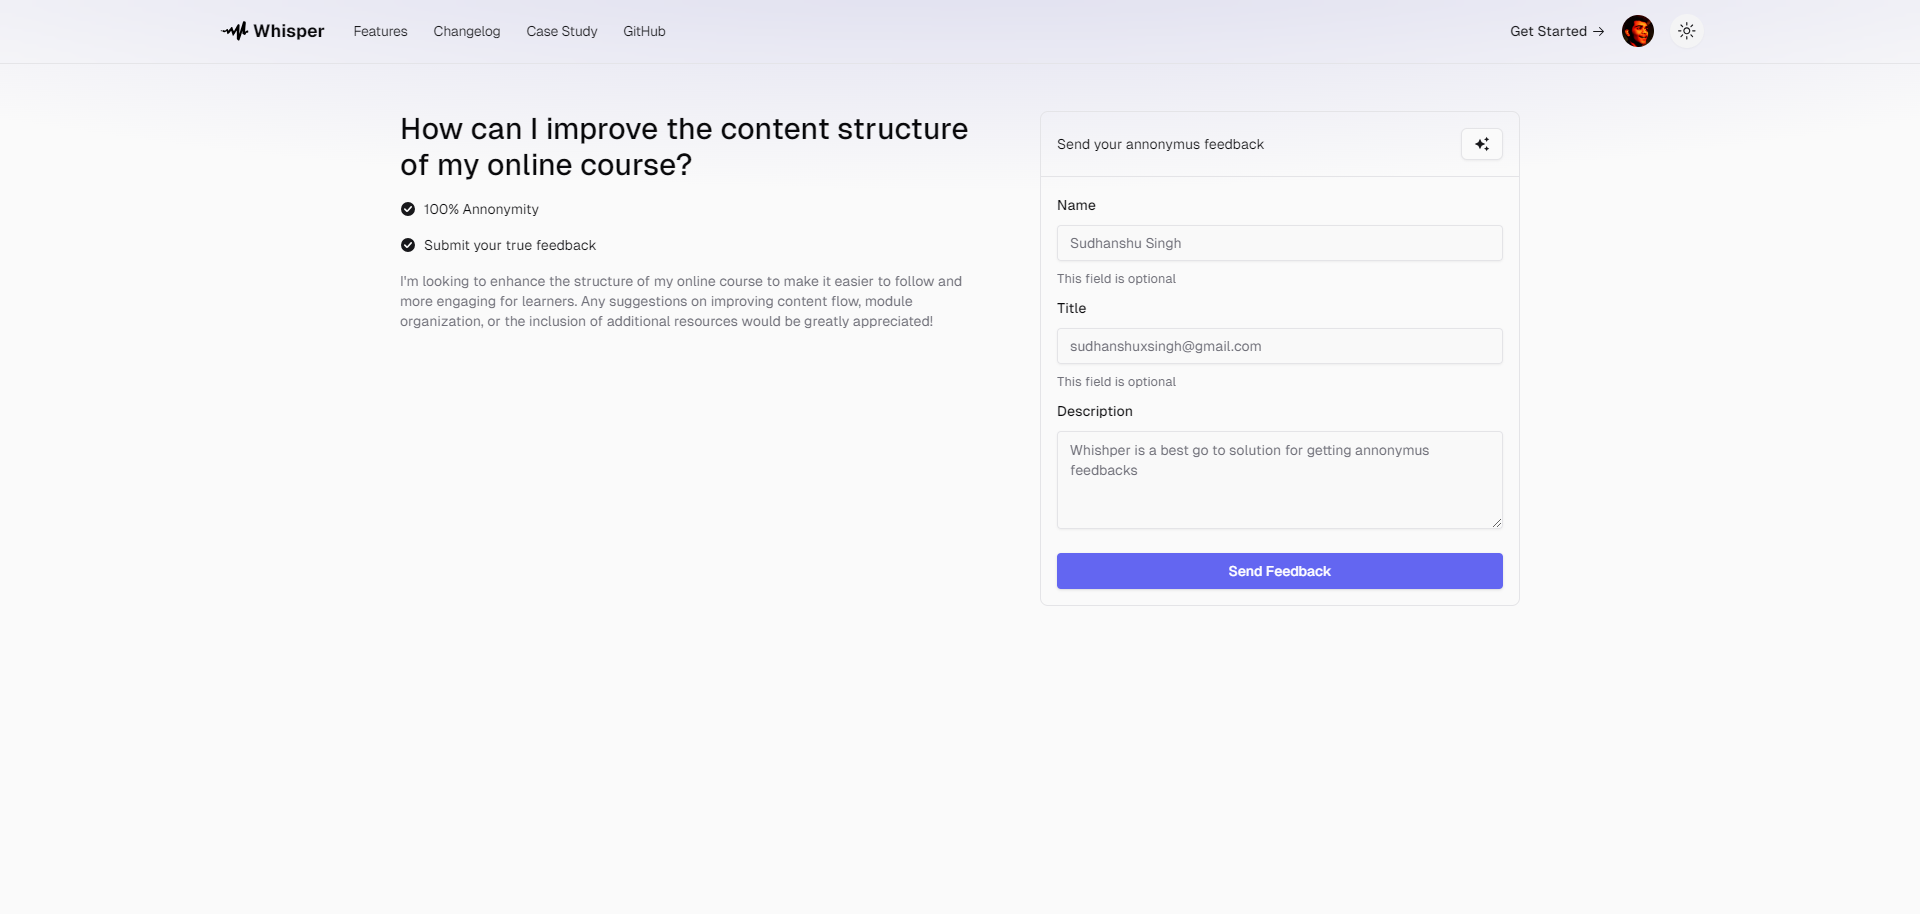 Whisper
Features
Changelog
Case Study
GitHub
Get Started →
How can I improve the content structure
of my online course?
100% Annonymity
Submit your true feedback
I'm looking to enhance the structure of my online course to make it easier to follow and
more engaging for learners. Any suggestions on improving content flow, module
organization, or the inclusion of additional resources would be greatly appreciated!
Send your annonymus feedback
Name
Sudhanshu Singh
This field is optional
Title
sudhanshuxsingh@gmail.com
This field is optional
Description
Whishper is a best go to solution for getting annonymus
feedbacks
Send Feedback